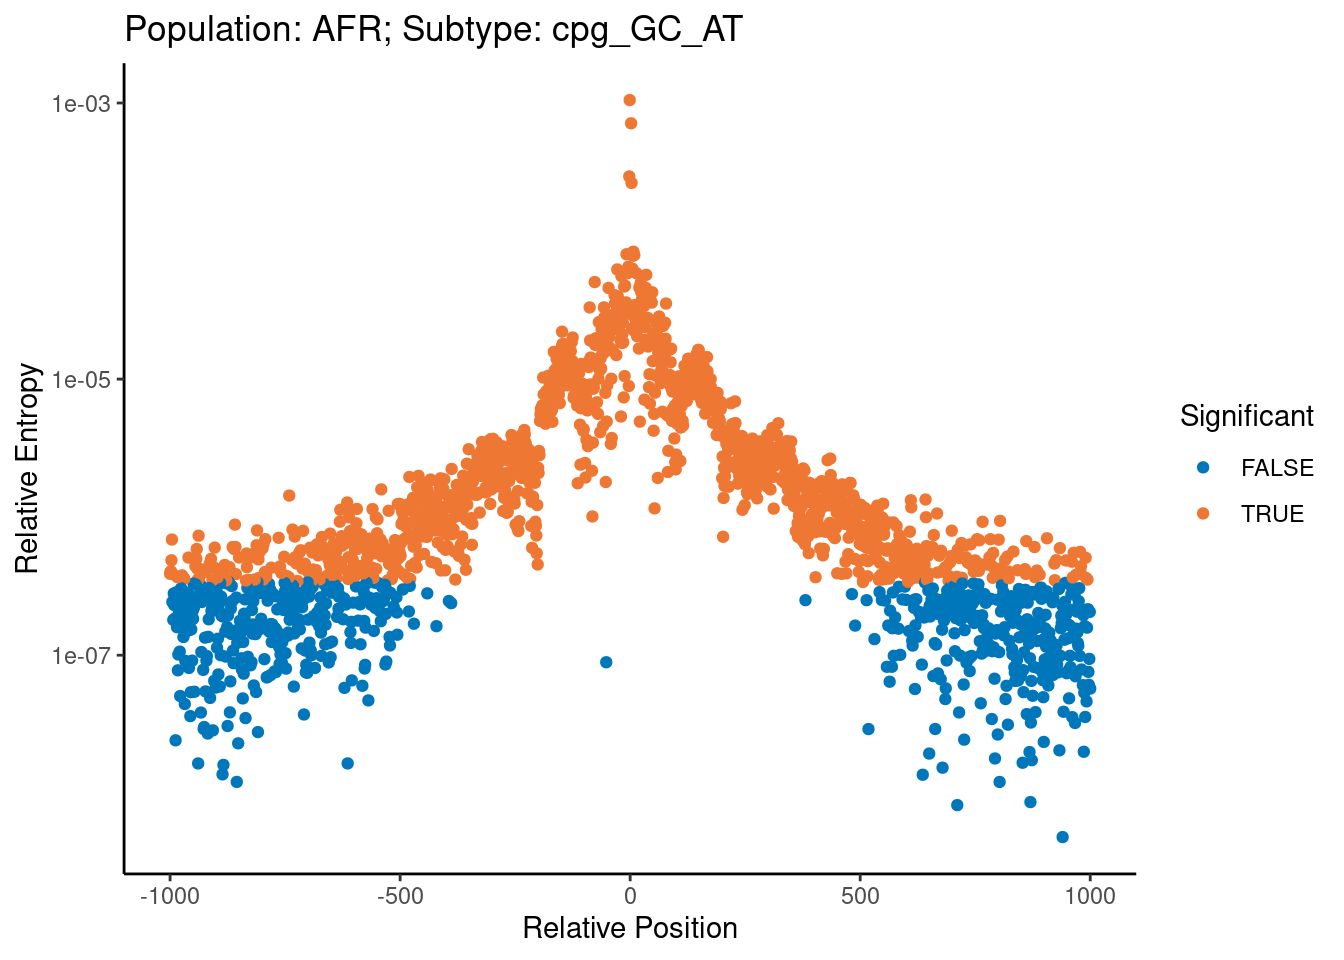 Population: AFR; Subtype: cpg_GC_AT
1e-03
1e-05
1e-07
Relative Entropy
-1000
-500
0
500
1000
Relative Position
Significant
FALSE
TRUE